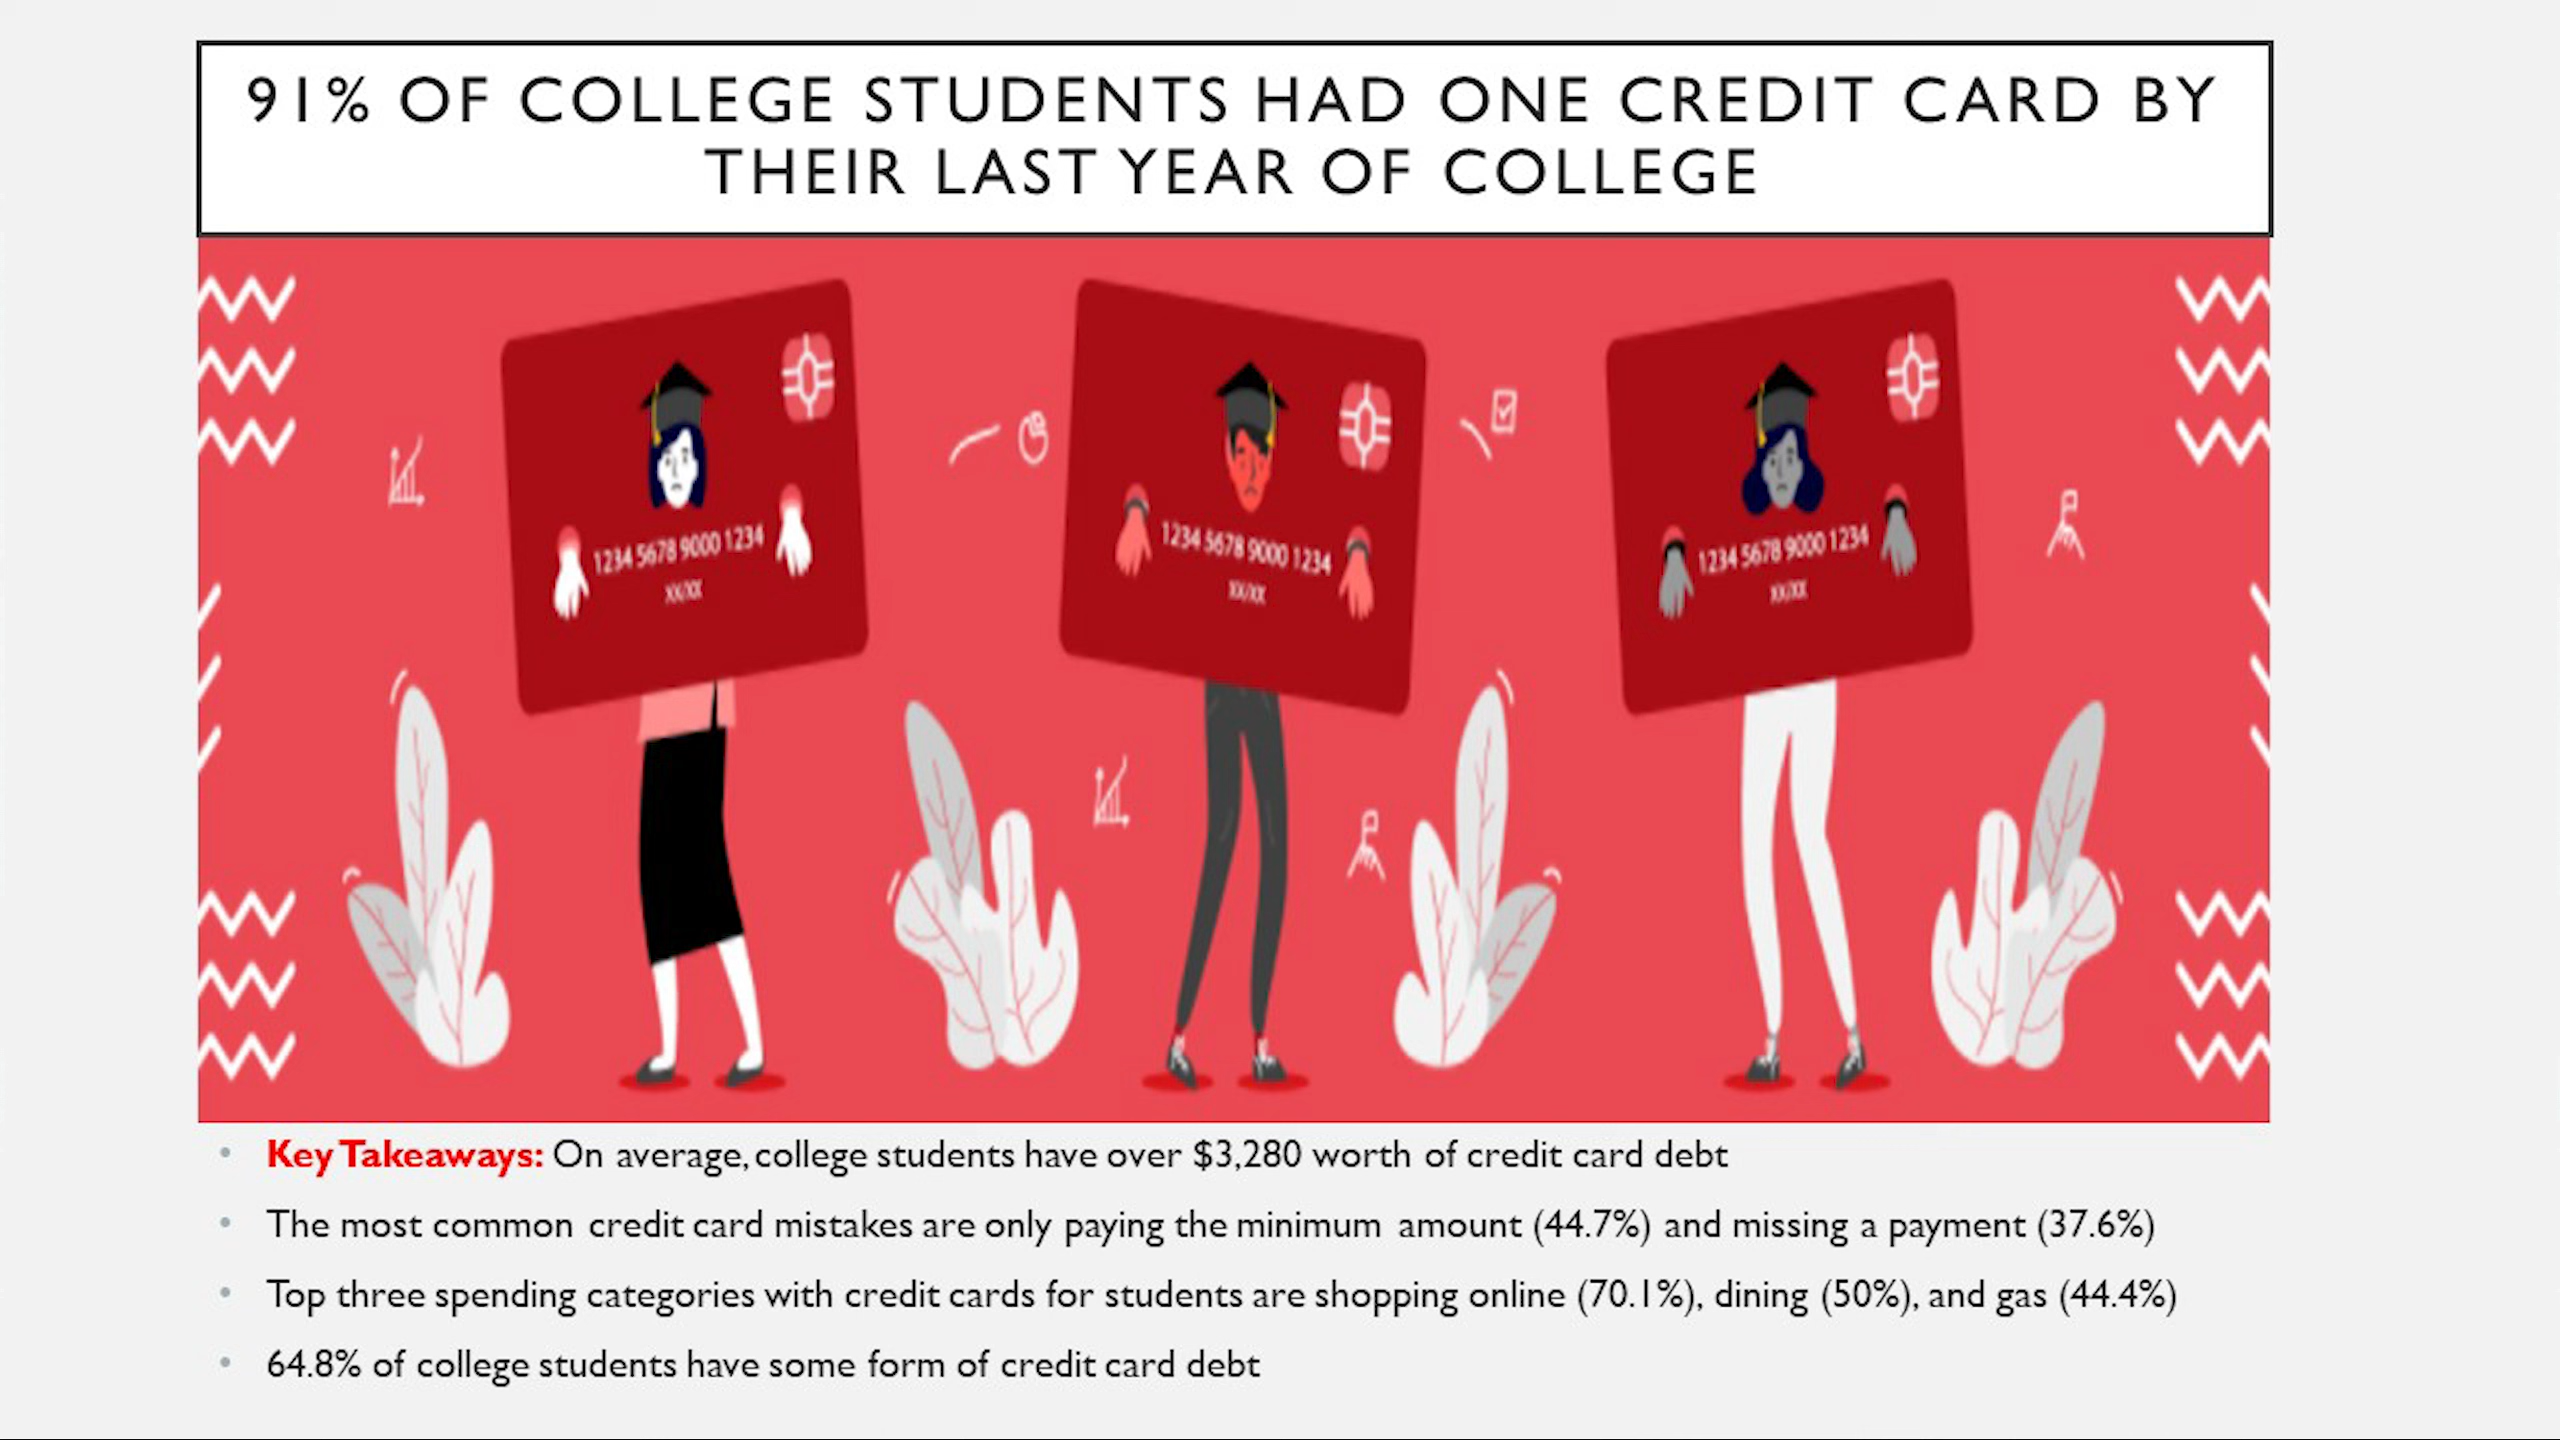 91% OF COLLEGE STUDENTS HAD ONE CREDIT CARD BY
THEIR LAST YEAR OF COLLEGE
1234 5678 9000 1234
XX/XX
1234 5678 9000 1234
XX/XX
1234 5678 9000 1234
XX/XX
• Key Takeaways: On average, college students have over $3,280 worth of credit card debt
• The most common credit card mistakes are only paying the minimum amount (44.7%) and missing a payment (37.6%)
• Top three spending categories with credit cards for students are shopping online (70.1%), dining (50%), and gas (44.4%)
• 64.8% of college students have some form of credit card debt